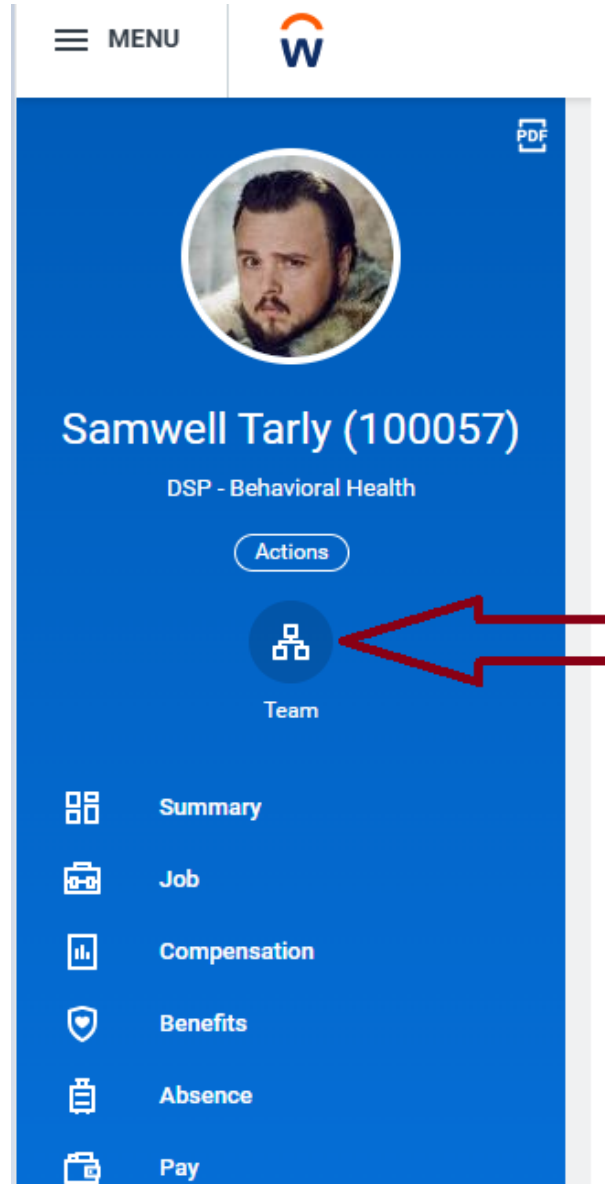 MENU
W
PDF
Samwell Tarly (100057)
DSP - Behavioral Health
Actions
Team
Summary
Job
Compensation
Benefits
Absence
Pay